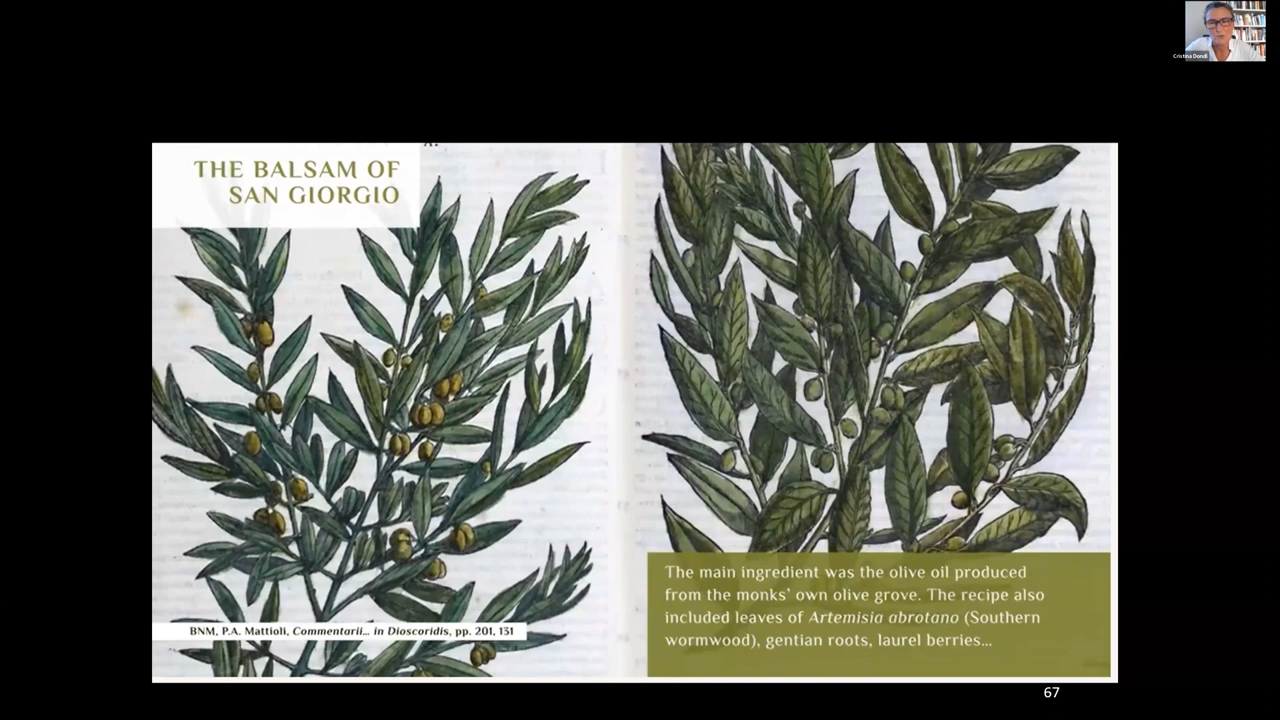 Cristina Dondi
THE BALSAM OF
SAN GIORGIO
BNM, P.A. Mattioli, Commentarii... in Dioscoridis, pp. 201, 131
The main ingredient was the olive oil produced
from the monks’ own olive grove. The recipe also
included leaves of Artemisia abrotano (Southern
wormwood), gentian roots, laurel berries...
67